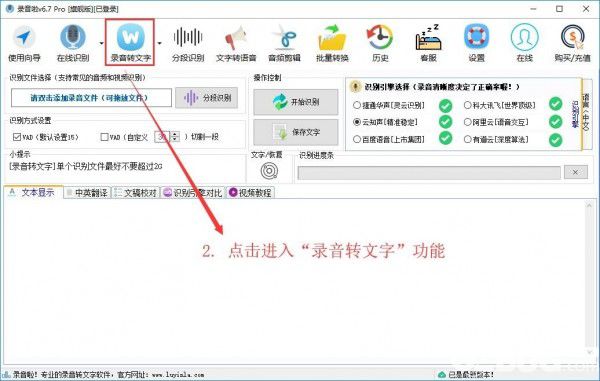 录音啦v6.7 Pro [旗舰版][已登录]
使用向导 在线识别 录音转文字 分段识别 文字转语音 音频剪辑 批量转换 历史 客服 设置 在线 购买/充值
识别文件选择 (支持常见的音频和视频识别)
请双击添加录音文件 (可拖放文件)
分段识别
识别方式设置
VAD (默认设置15) VAD (自定义 30 ) 切割一段
小提示
[录音转文字]单个识别文件最好不要超过2G
操作控制
开始识别
保存文字
文字/恢复
识别引擎选择 (录音清晰度决定了正确率喔!)
捷通华声[灵云识别] 科大讯飞[世界顶级]
云知声[精准稳定] 阿里云[语音交互]
百度语音[上市集团] 有道云[深度算法]
识别引擎
语言 (中文)
识别进度条
文本显示 中英翻译 文稿校对 识别引擎对比 视频教程
2. 点击进入“录音转文字”功能
录音啦! 专业的录音转文字软件, 官方网址: www.luyinla.com
已是最新版本!